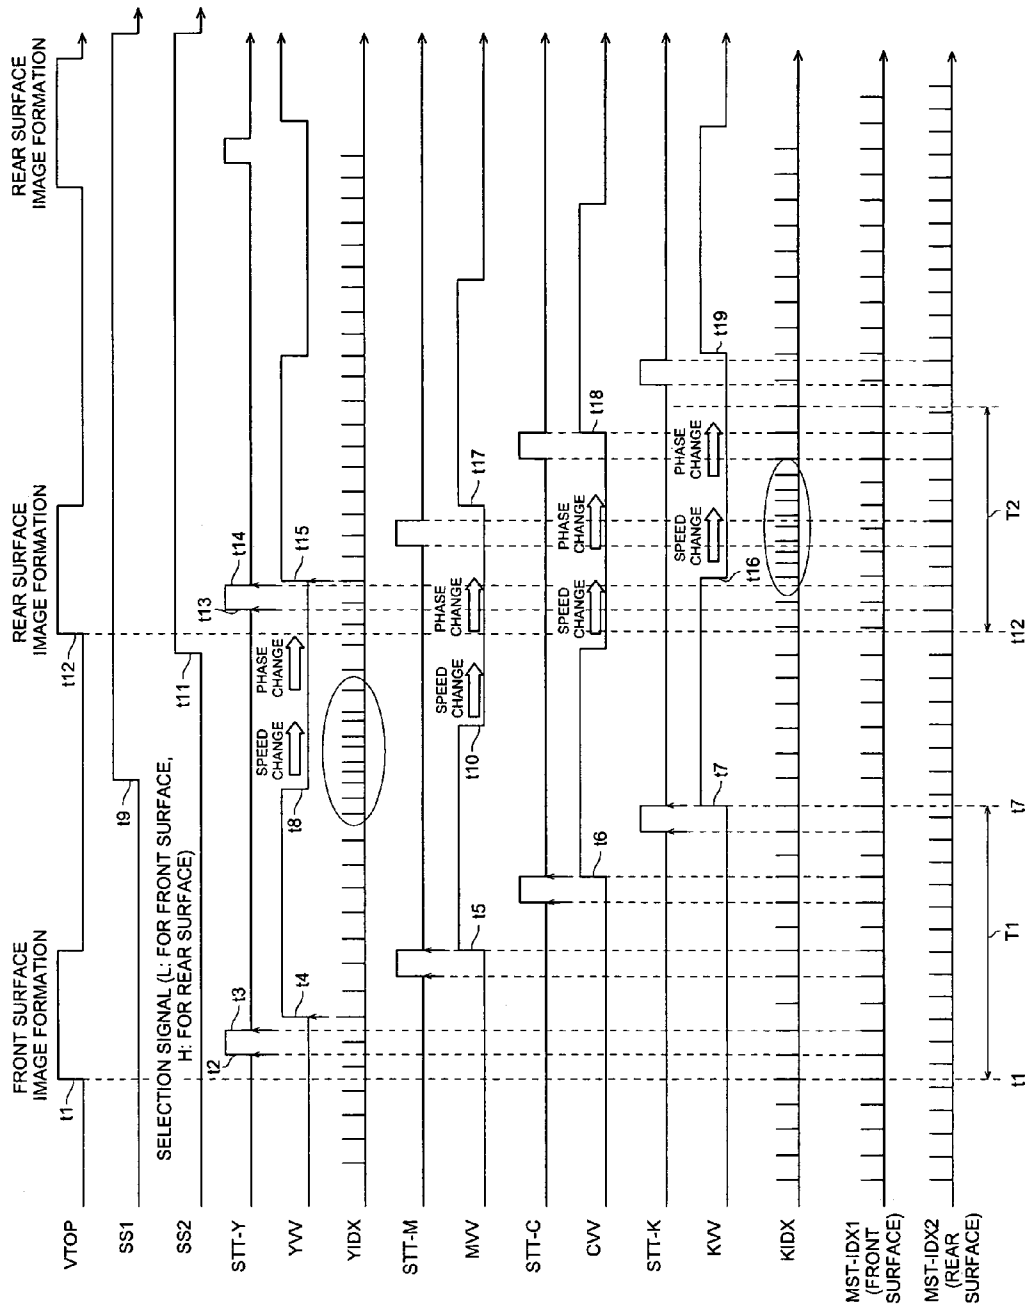 FRONT SURFACE
IMAGE FORMATION
REAR SURFACE
IMAGE FORMATION
REAR SURFACE
IMAGE FORMATION
VTOP
t1
t12
SS1
t9
SS2
t11
SELECTION SIGNAL (L: FOR FRONT SURFACE,
H: FOR REAR SURFACE)
STT-Y
t2
t3
t13
t14
YVV
t4
t8
SPEED
CHANGE
PHASE
CHANGE
t15
YIDX
STT-M
MVV
t5
t10
SPEED
CHANGE
PHASE
CHANGE
t17
STT-C
CVV
t6
SPEED
CHANGE
PHASE
CHANGE
t18
STT-K
KVV
t7
t16
SPEED
CHANGE
PHASE
CHANGE
t19
KIDX
MST-IDX1
(FRONT
SURFACE)
MST-IDX2
(REAR
SURFACE)
T1
T2
t1
t7
t12